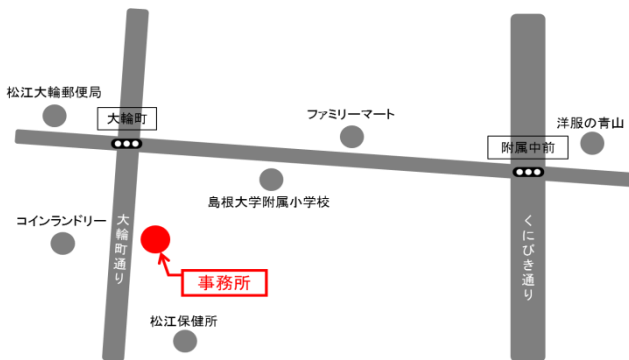 松江大輪郵便局
大輪町
ファミリーマート
洋服の青山
附属中前
島根大学附属小学校
コインランドリー
大輪町通り
くにびき通り
事務所
松江保健所